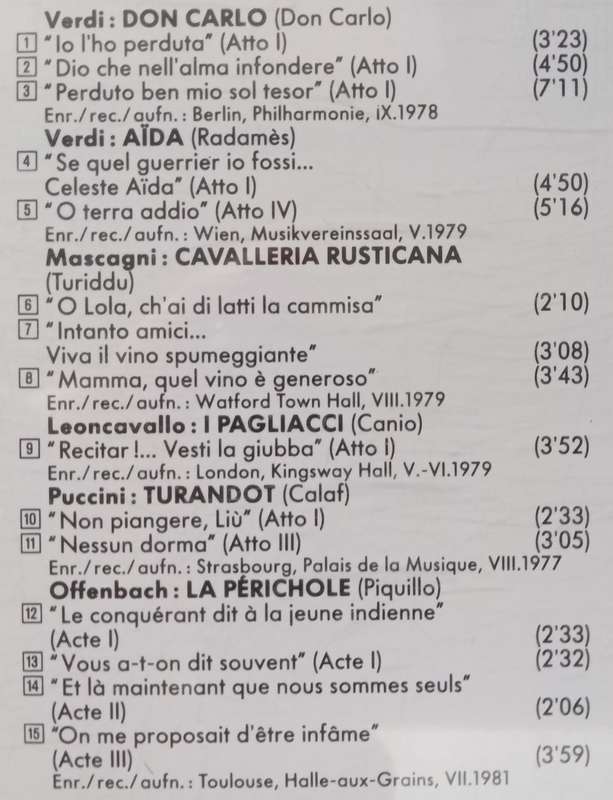 Verdi : DON CARLO (Don Carlo)
1 "Io l'ho perduta" (Atto I) (3'23)
2 "Dio che nell'alma infondere" (Atto I) (4'50)
3 "Perduto ben mio sol tesor" (Atto I) (7'11)
Enr./rec./aufn. : Berlin, Philharmonie, iX.1978
Verdi : AÏDA (Radamès)
4 "Se quel guerrier io fossi...
Celeste Aïda" (Atto I) (4'50)
5 "O terra addio" (Atto IV) (5'16)
Enr./rec./aufn. : Wien, Musikvereinssaal, V.1979
Mascagni : CAVALLERIA RUSTICANA
(Turiddu)
6 "O Lola, ch'ai di latti la cammisa" (2'10)
7 "Intanto amici...
Viva il vino spumeggiante" (3'08)
8 "Mamma, quel vino è generoso" (3'43)
Enr./rec./aufn. : Watford Town Hall, VIII.1979
Leoncavallo : I PAGLIACCI (Canio)
9 "Recitar !... Vesti la giubba" (Atto I) (3'52)
Enr./rec./aufn. : London, Kingsway Hall, V.-VI.1979
Puccini : TURANDOT (Calaf)
10 "Non piangere, Liù" (Atto I) (2'33)
11 "Nessun dorma" (Atto III) (3'05)
Enr./rec./aufn. : Strasbourg, Palais de la Musique, VIII.1977
Offenbach : LA PÉRICHOLE (Piquillo)
12 "Le conquérant dit à la jeune indienne"
(Acte I) (2'33)
13 "Vous a-t-on dit souvent" (Acte I) (2'32)
14 "Et là maintenant que nous sommes seuls"
(Acte II) (2'06)
15 "On me proposait d'être infâme"
(Acte III) (3'59)
Enr./rec./aufn. : Toulouse, Halle-aux-Grains, VII.1981